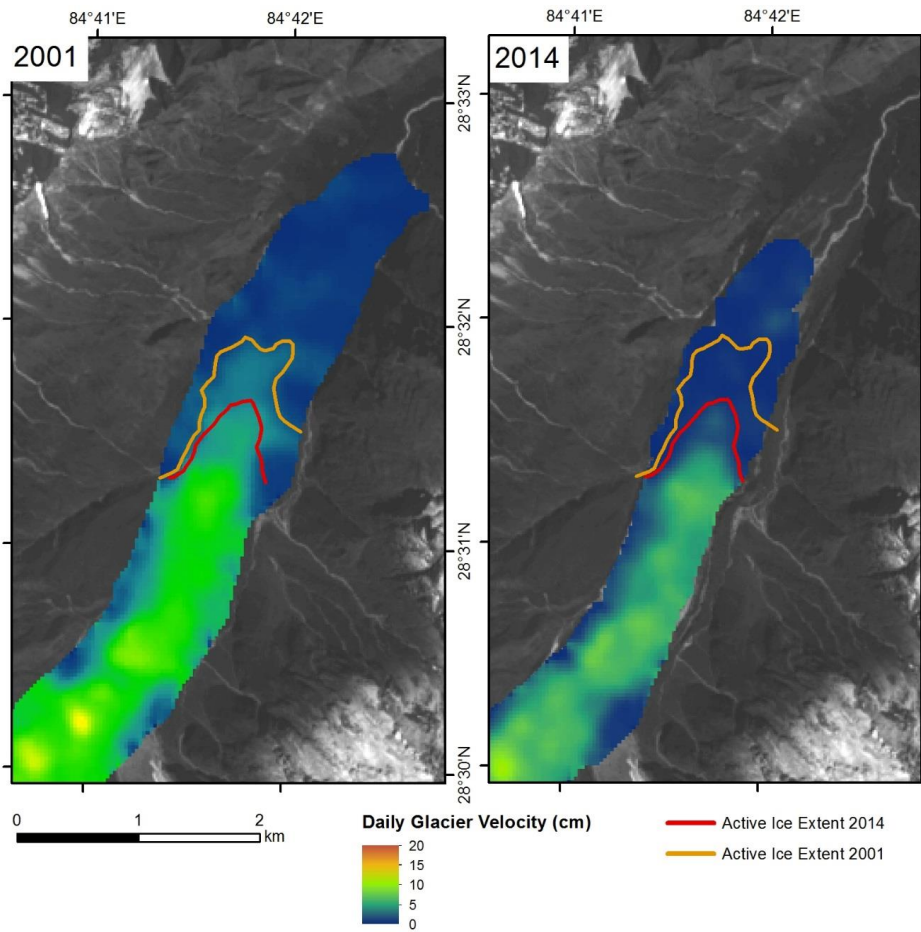 84°41'E
84°42'E
84°41'E
84°42'E
2001
2014
28°33'N
28°32'N
28°31'N
28°30'N
0
1
2
km
Daily Glacier Velocity (cm)
20
15
10
5
0
Active Ice Extent 2014
Active Ice Extent 2001